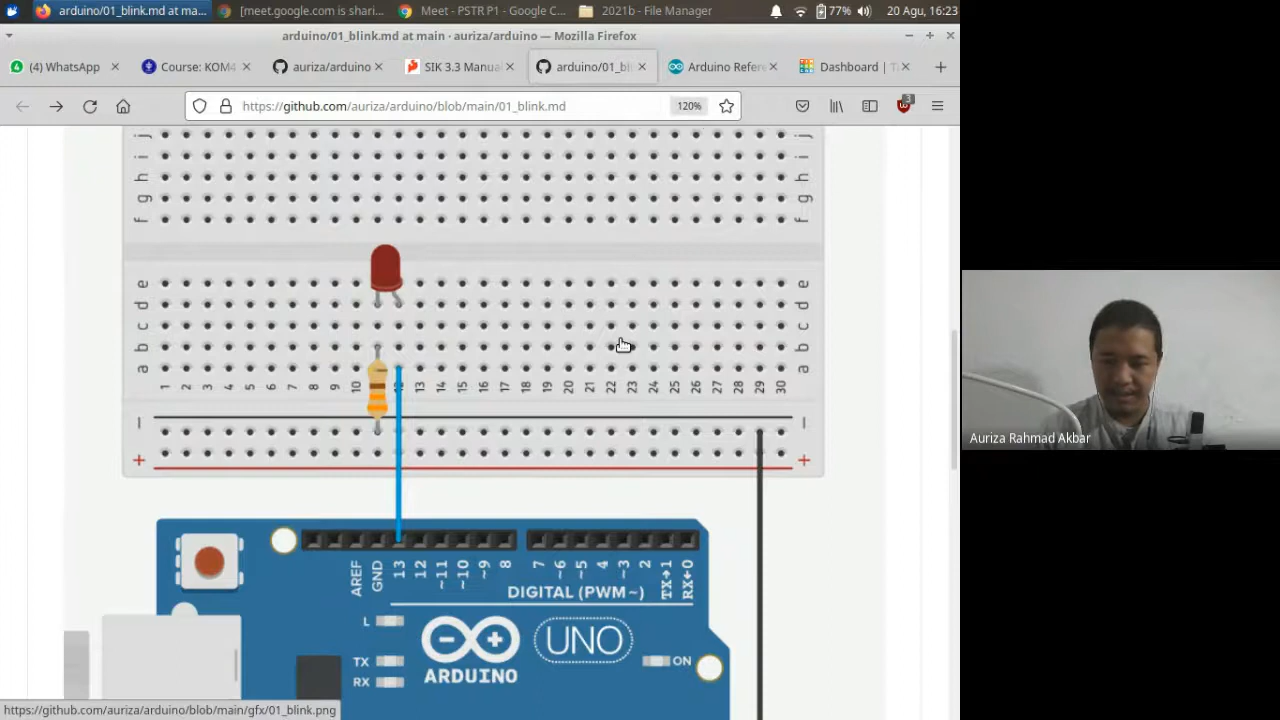 arduino/01_blink.md at ma...
[meet.google.com is shari...
Meet - PSTR P1 - Google C...
2021b - File Manager
77%
20 Agu, 16:23
arduino/01_blink.md at main · auriza/arduino — Mozilla Firefox
(4) WhatsApp
Course: KOM4
auriza/arduino
SIK 3.3 Manua
arduino/01_bli
Arduino Refere
Dashboard | T
https://github.com/auriza/arduino/blob/main/01_blink.md
120%
3
j j
i i
h h
g g
f f
e e
d d
c c
b b
a a
1 2 3 4 5 6 7 8 9 10 12 13 14 15 16 17 18 19 20 21 22 23 24 25 26 27 28 29 30
− −
+ +
AREF GND 13 12 ~11 ~10 ~9 8 7 ~6 ~5 4 ~3 2 TX→1 RX←0
DIGITAL (PWM ~)
L
TX
RX
UNO
ON
ARDUINO
https://github.com/auriza/arduino/blob/main/gfx/01_blink.png
Auriza Rahmad Akbar